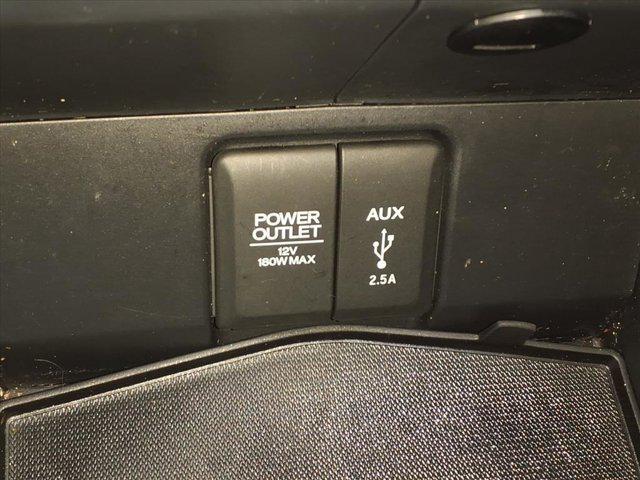 POWER
OUTLET
12V
180W MAX
AUX
2.5A